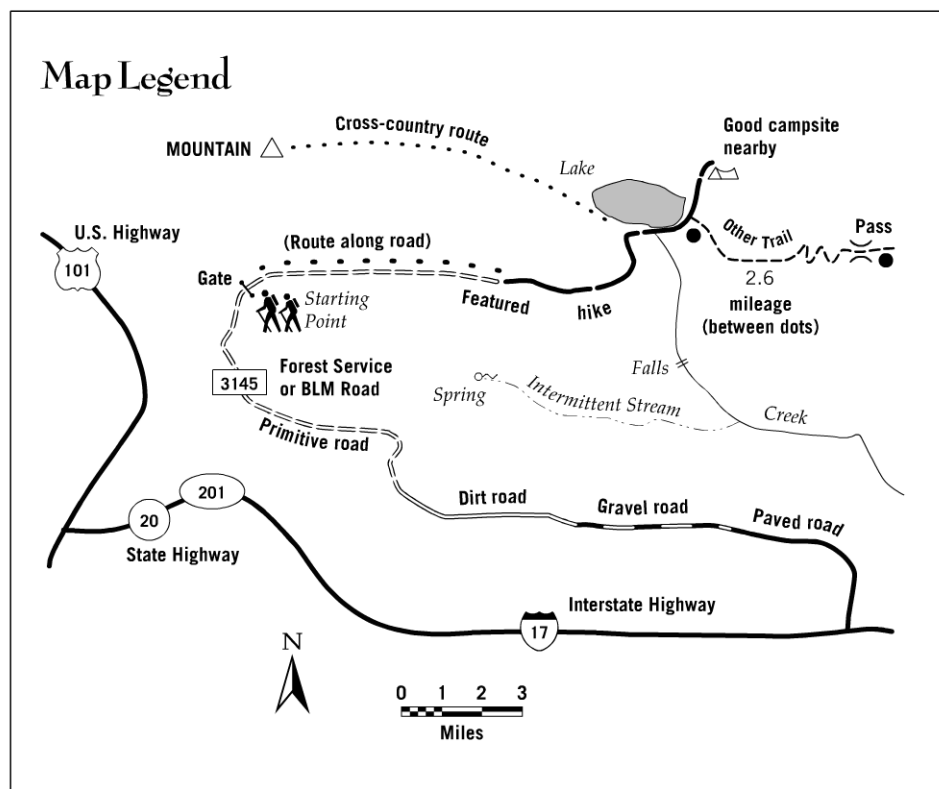 Map Legend
Good campsite
nearby
Cross-country route
MOUNTAIN
Lake
U.S. Highway
101
(Route along road)
Other Trail
Pass
Gate
Starting
Point
Featured
hike
2.6
mileage
(between dots)
3145
Forest Service
or BLM Road
Falls
Spring
Intermittent Stream
Creek
Primitive road
201
20
State Highway
Dirt road
Gravel road
Paved road
Interstate Highway
17
N
0 1 2 3
Miles